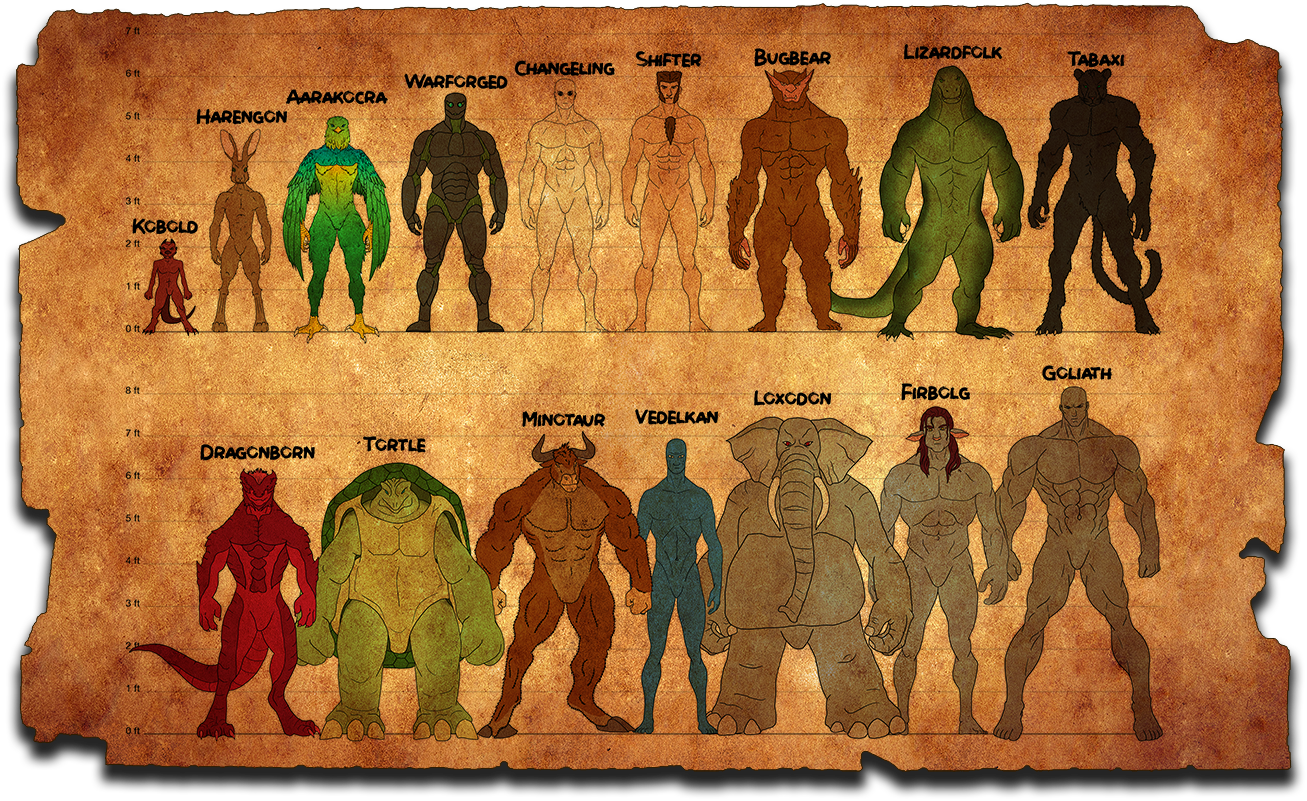 7 ft
6 ft
5 ft
4 ft
3 ft
2 ft
1 ft
0 ft
Kobold
Harengon
Aarakocra
Warforged
Changeling
Shifter
Bugbear
Lizardfolk
Tabaxi
8 ft
7 ft
6 ft
5 ft
4 ft
3 ft
2 ft
1 ft
0 ft
Dragonborn
Tortle
Minotaur
Vedelkan
Loxodon
Firbolg
Goliath